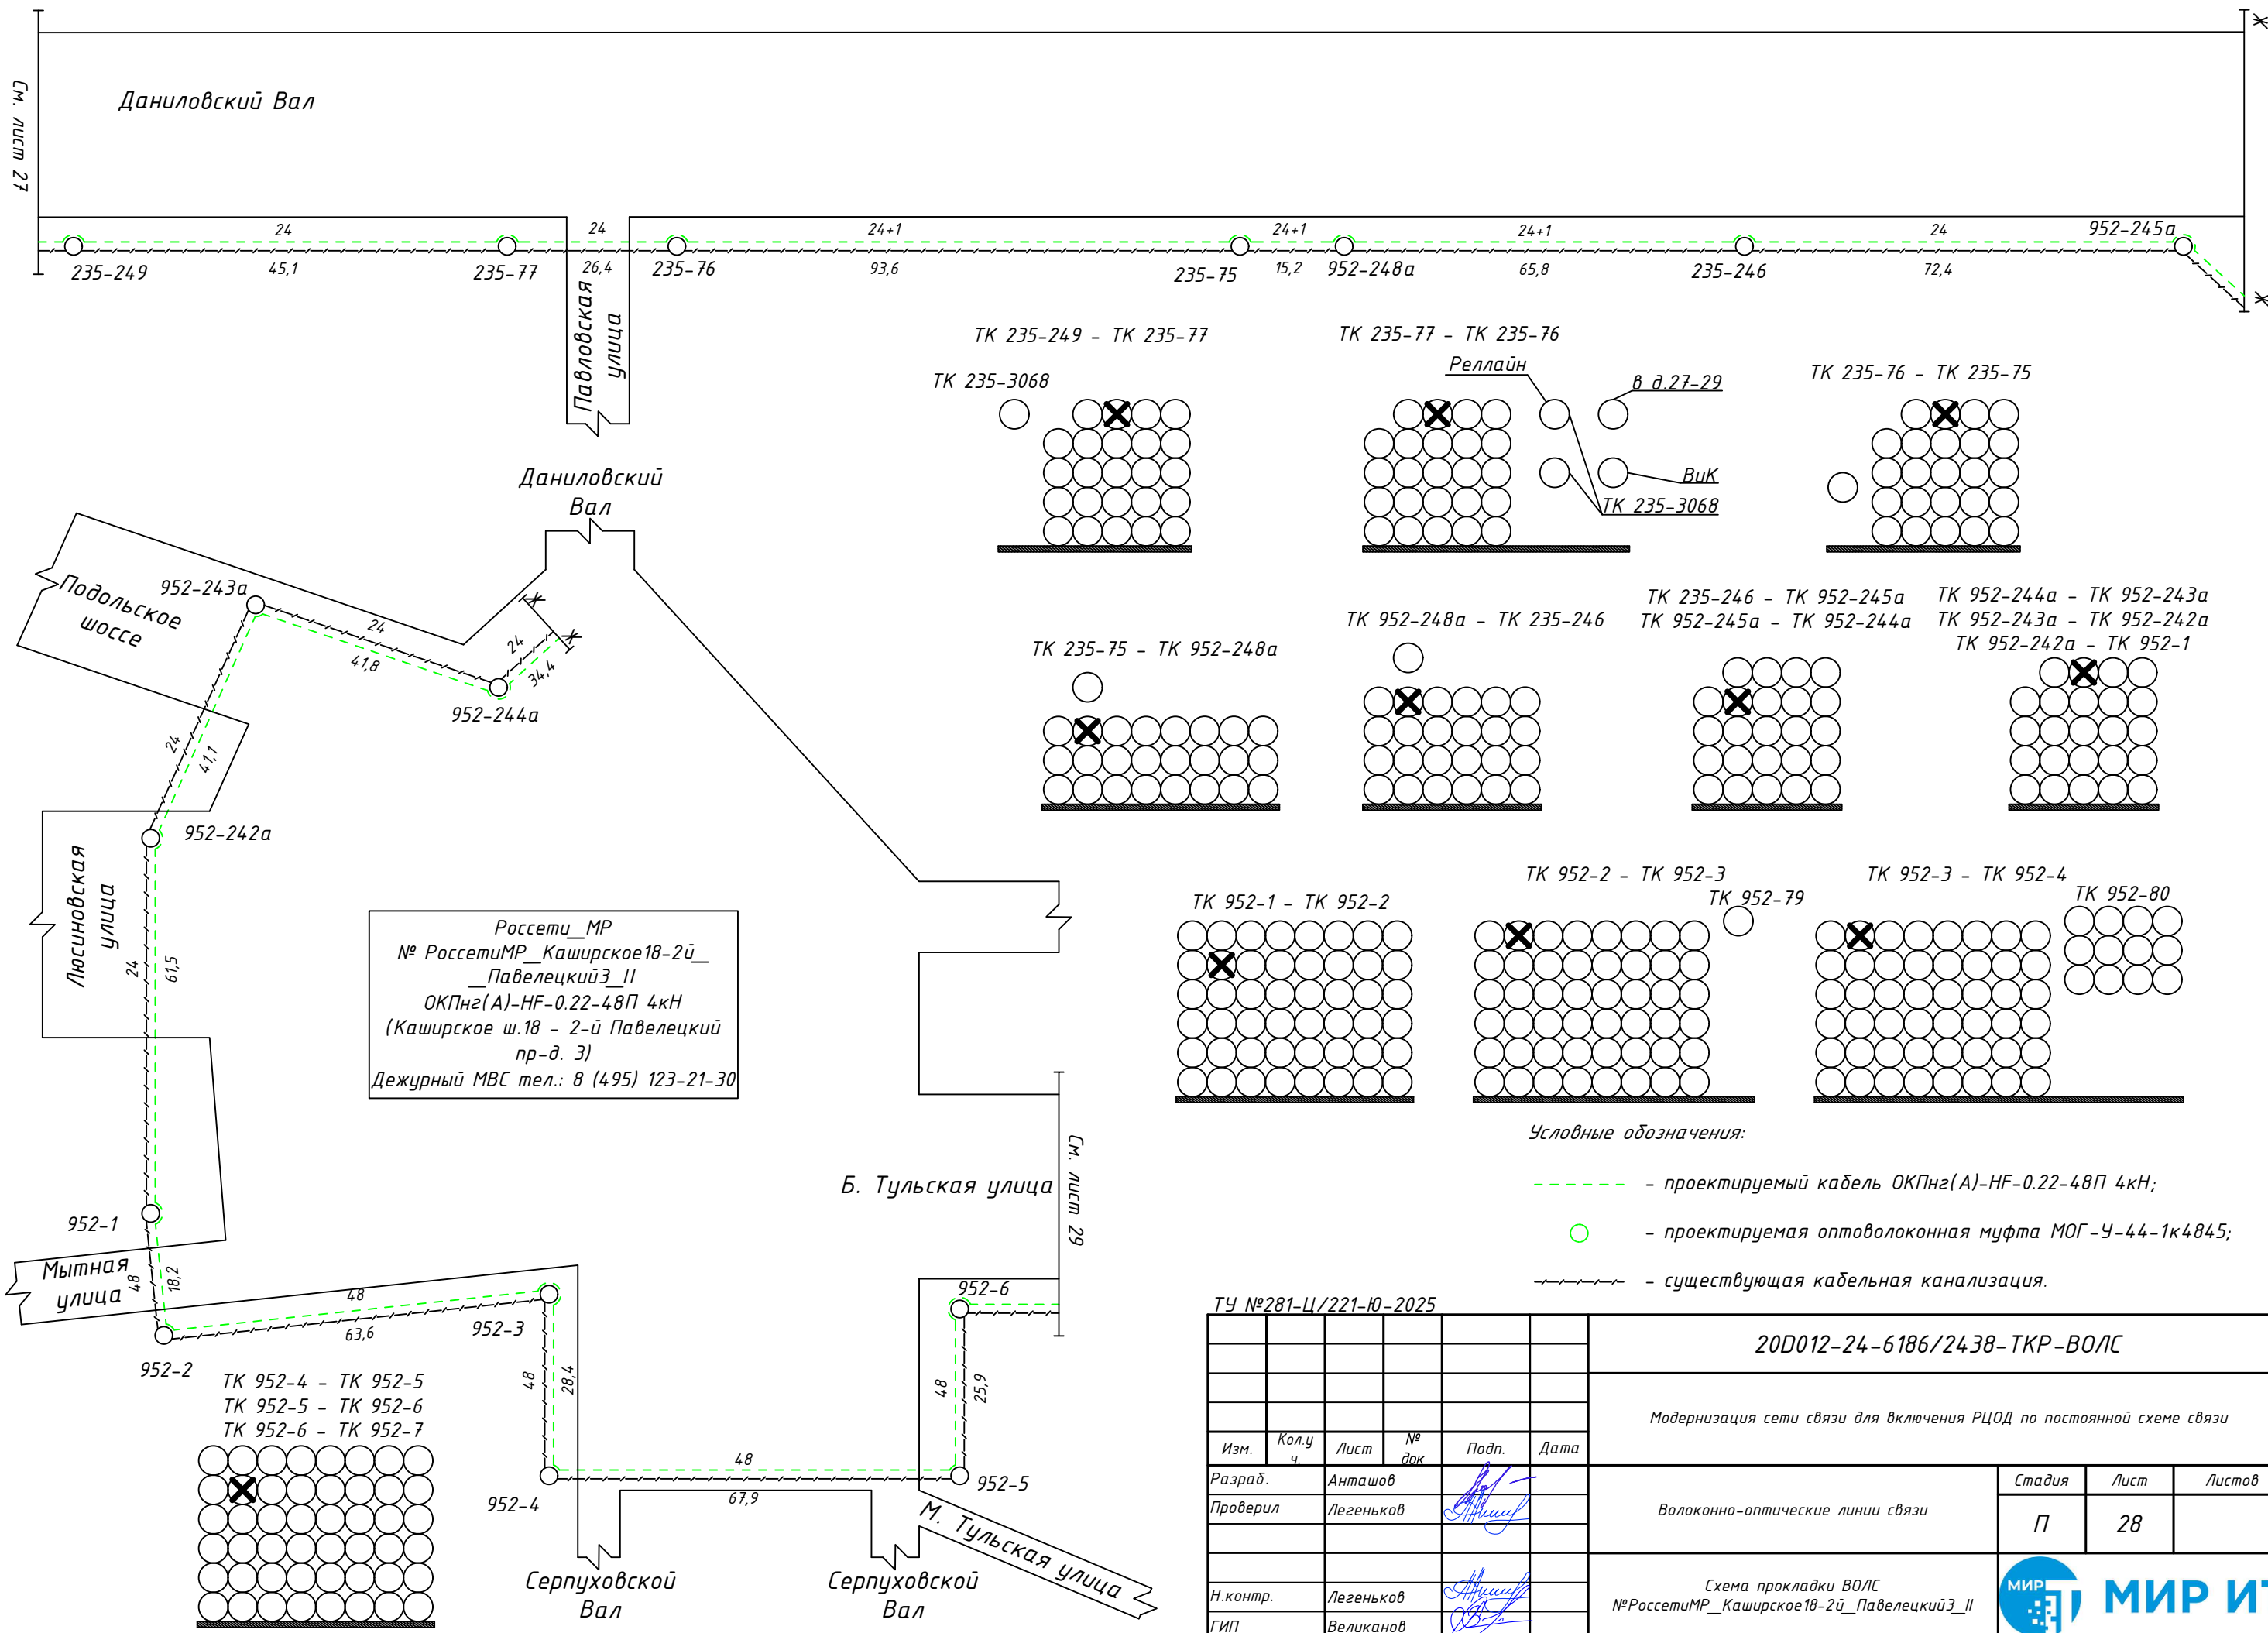 См. лист 27
Даниловский Вал
24
24
24+1
24+1
24+1
24
952-245а
235-249
45,1
235-77
26,4
235-76
93,6
235-75
15,2
952-248а
65,8
235-246
72,4
Павловская
улица
ТК 235-249 - ТК 235-77
ТК 235-3068
ТК 235-77 - ТК 235-76
Реллайн
в д.27-29
ВиК
ТК 235-3068
ТК 235-76 - ТК 235-75
Даниловский
Вал
Подольское
шоссе
952-243а
24
41,8
24
34,4
952-244а
24
41,1
952-242а
Люсиновская
улица
24
61,5
ТК 235-75 - ТК 952-248а
ТК 952-248а - ТК 235-246
ТК 235-246 - ТК 952-245а
ТК 952-245а - ТК 952-244а
ТК 952-244а - ТК 952-243а
ТК 952-243а - ТК 952-242а
ТК 952-242а - ТК 952-1
Россети_МР
№ РоссетиМР_Каширское18-2й_
_Павелецкий3_II
ОКПнг(А)-HF-0.22-48П 4кН
(Каширское ш.18 - 2-й Павелецкий
пр-д. 3)
Дежурный МВС тел.: 8 (495) 123-21-30
ТК 952-1 - ТК 952-2
ТК 952-2 - ТК 952-3
ТК 952-79
ТК 952-3 - ТК 952-4
ТК 952-80
952-1
Мытная
улица
48
18,2
952-2
48
63,6
952-3
48
28,4
952-4
48
67,9
952-5
48
25,9
952-6
Б. Тульская улица
См. лист 29
М. Тульская улица
Серпуховской
Вал
Серпуховской
Вал
ТК 952-4 - ТК 952-5
ТК 952-5 - ТК 952-6
ТК 952-6 - ТК 952-7
Условные обозначения:
- проектируемый кабель ОКПнг(А)-HF-0.22-48П 4кН;
- проектируемая оптоволоконная муфта МОГ-У-44-1к4845;
- существующая кабельная канализация.
ТУ №281-Ц/221-Ю-2025
20D012-24-6186/2438-ТКР-ВОЛС
Модернизация сети связи для включения РЦОД по постоянной схеме связи
Изм.
Кол.у
ч.
Лист
№
док
Подп.
Дата
Разраб.
Анташов
Проверил
Легеньков
Н.контр.
Легеньков
ГИП
Великанов
Волоконно-оптические линии связи
Стадия
Лист
Листов
П
28
Схема прокладки ВОЛС
№РоссетиМР_Каширское18-2й_Павелецкий3_II
МИР
МИР ИТ